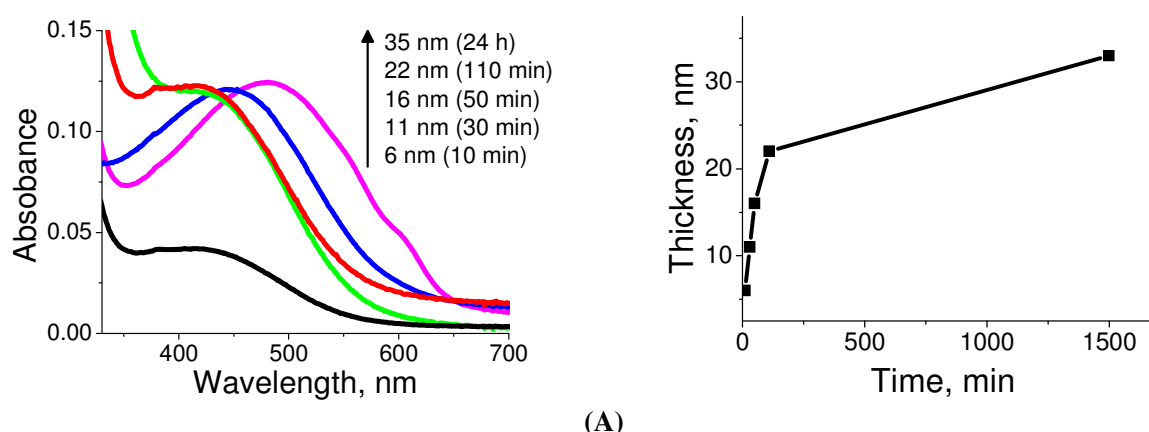 0.15
0.10
0.05
0.00
Absobance
400
500
600
700
Wavelength, nm
35 nm (24 h)
22 nm (110 min)
16 nm (50 min)
11 nm (30 min)
6 nm (10 min)
30
20
10
Thickness, nm
0
500
1000
1500
Time, min
(A)